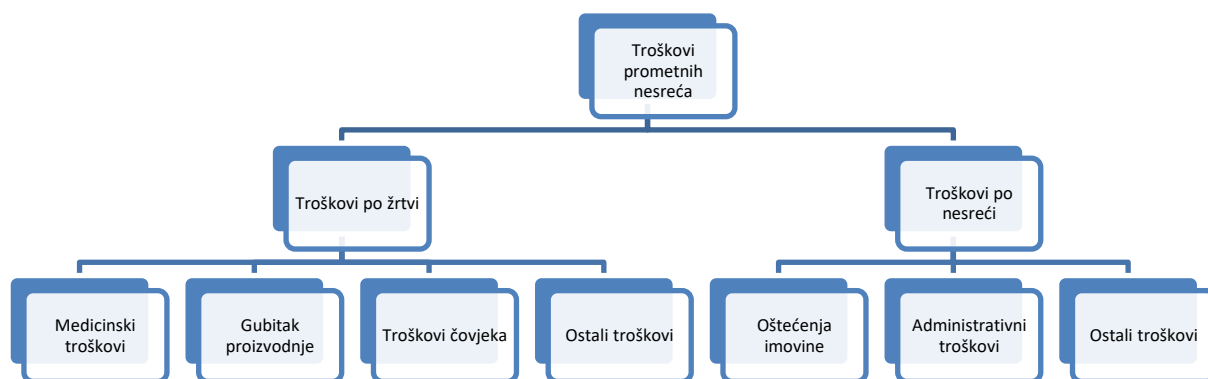 Troškovi
prometnih
nesreća
Troškovi po žrtvi
Troškovi po
nesreći
Medicinski
troškovi
Gubitak
proizvodnje
Troškovi čovjeka
Ostali troškovi
Oštećenja
imovine
Administrativni
troškovi
Ostali troškovi